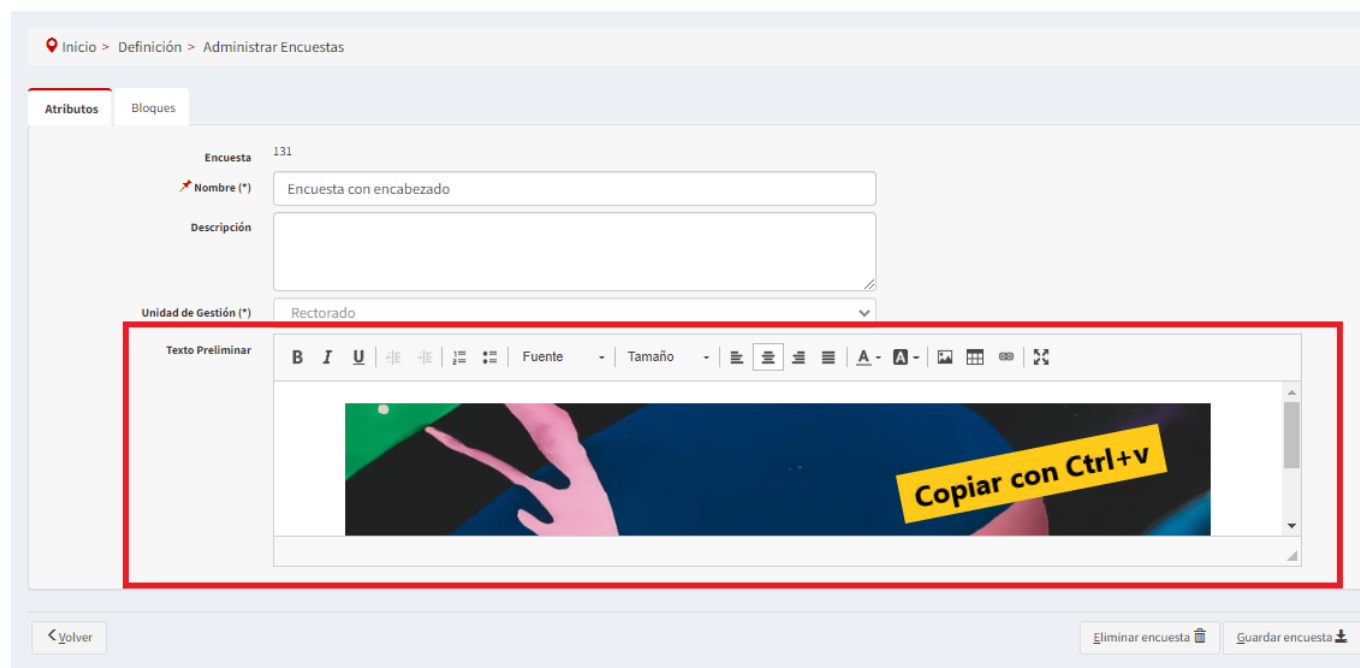 Inicio > Definición > Administrar Encuestas
Atributos Bloques
Encuesta 131
Nombre (*) Encuesta con encabezado
Descripción
Unidad de Gestión (*) Rectorado
Texto Preliminar B I U Fuente Tamaño A A
Copiar con Ctrl+v
Volver Eliminar encuesta Guardar encuesta